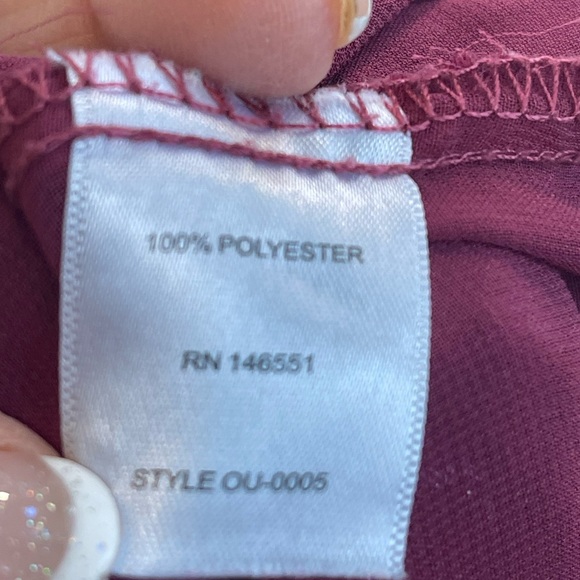 100% POLYESTER
RN 146551
STYLE OU-0005